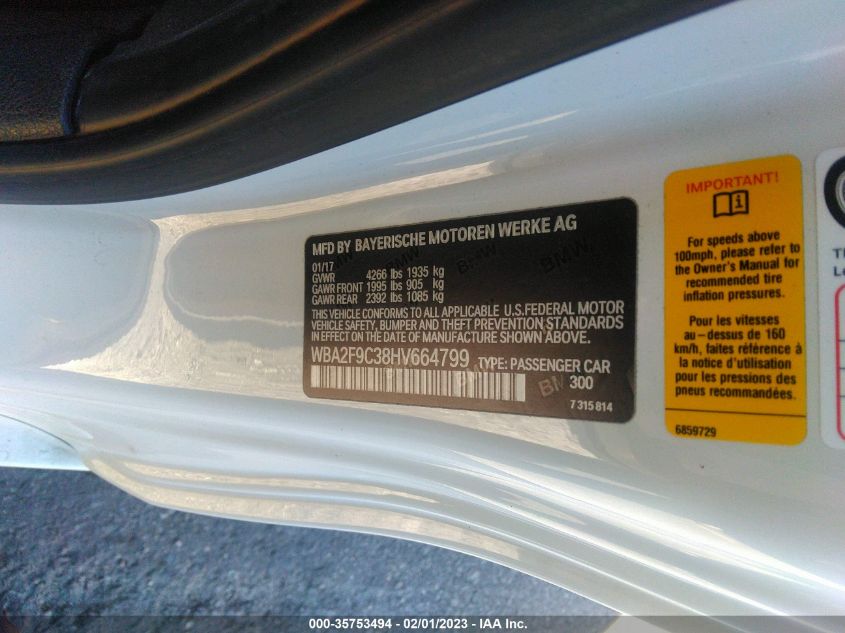 MFD BY BAYERISCHE MOTOREN WERKE AG
01/17
GVWR 4266 lbs 1935 kg
GAWR FRONT 1995 lbs 905 kg
GAWR REAR 2392 lbs 1085 kg
THIS VEHICLE CONFORMS TO ALL APPLICABLE U.S.FEDERAL MOTOR
VEHICLE SAFETY, BUMPER AND THEFT PREVENTION STANDARDS
IN EFFECT ON THE DATE OF MANUFACTURE SHOWN ABOVE.
WBA2F9C38HV664799 TYPE: PASSENGER CAR
300
7 315 814
BMW
BMW
BMW
BMW
IMPORTANT!
For speeds above
100mph, please refer to
the Owner's Manual for
recommended tire
inflation pressures.
Pour les vitesses
au-dessus de 160
km/h, faites référence à
la notice d'utilisation
pour les pressions des
pneus recommandées.
6859729
000-35753494 - 02/01/2023 - IAA Inc.